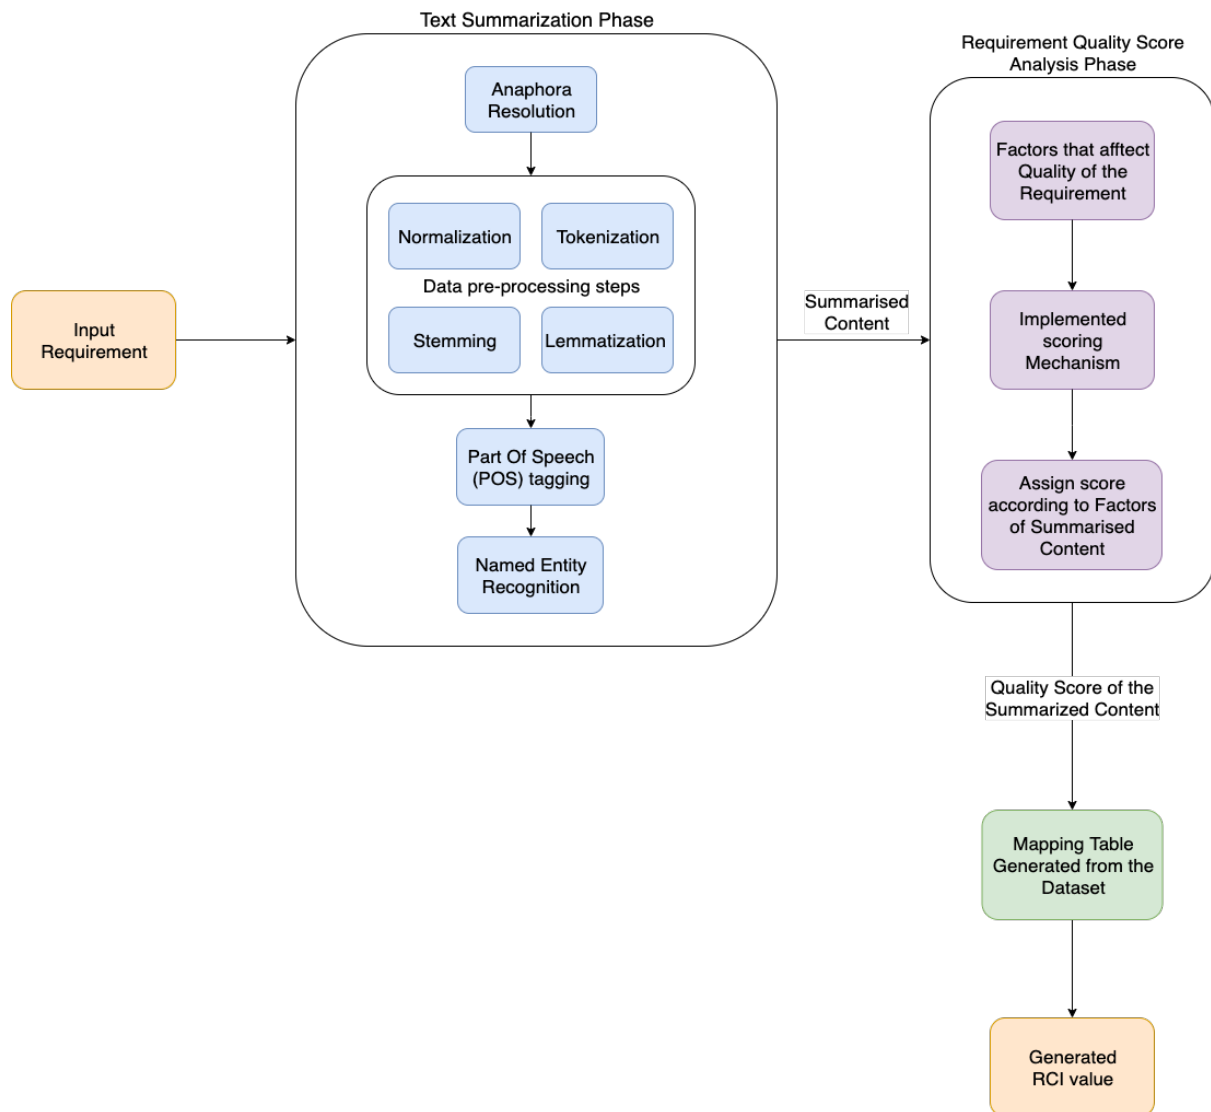 Text Summarization Phase
Requirement Quality Score
Analysis Phase
Anaphora
Resolution
Normalization
Tokenization
Data pre-processing steps
Stemming
Lemmatization
Part Of Speech
(POS) tagging
Named Entity
Recognition
Input
Requirement
Summarised
Content
Factors that afftect
Quality of the
Requirement
Implemented
scoring
Mechanism
Assign score
according to Factors
of Summarised
Content
Quality Score of the
Summarized Content
Mapping Table
Generated from the
Dataset
Generated
RCI value